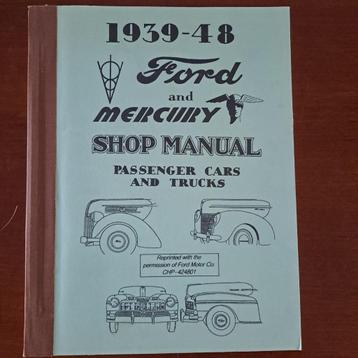 1939-48
Ford
and
MERCURY
SHOP MANUAL
PASSENGER CARS
AND TRUCKS
Reprinted with the
permission of Ford Motor Co.
CHP-424801